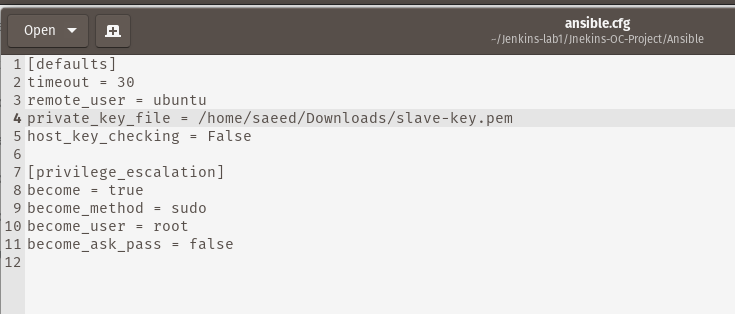 Open
ansible.cfg
~/Jenkins-lab1/Jnekins-OC-Project/Ansible
1 [defaults]
2 timeout = 30
3 remote_user = ubuntu
4 private_key_file = /home/saeed/Downloads/slave-key.pem
5 host_key_checking = False
6
7 [privilege_escalation]
8 become = true
9 become_method = sudo
10 become_user = root
11 become_ask_pass = false
12